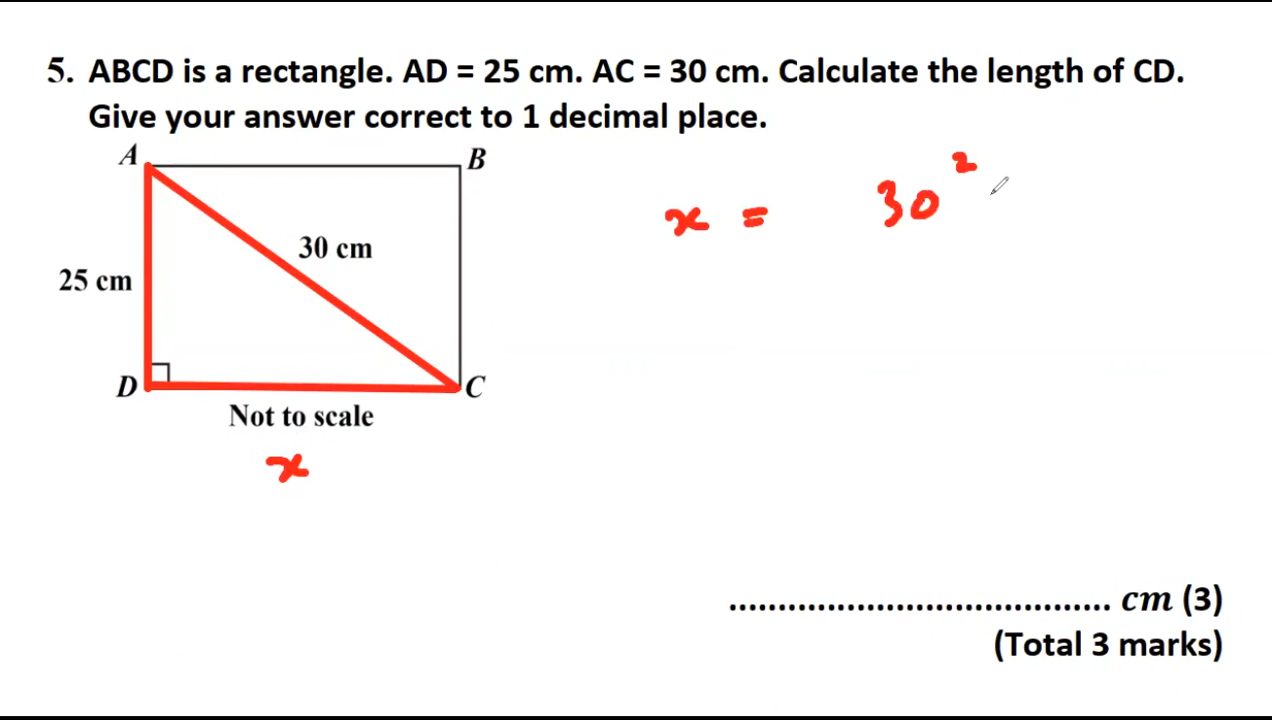 5. ABCD is a rectangle. AD = 25 cm. AC = 30 cm. Calculate the length of CD.
Give your answer correct to 1 decimal place.
A
B
x = 30²
30 cm
25 cm
D
C
Not to scale
x
....................................... cm (3)
(Total 3 marks)